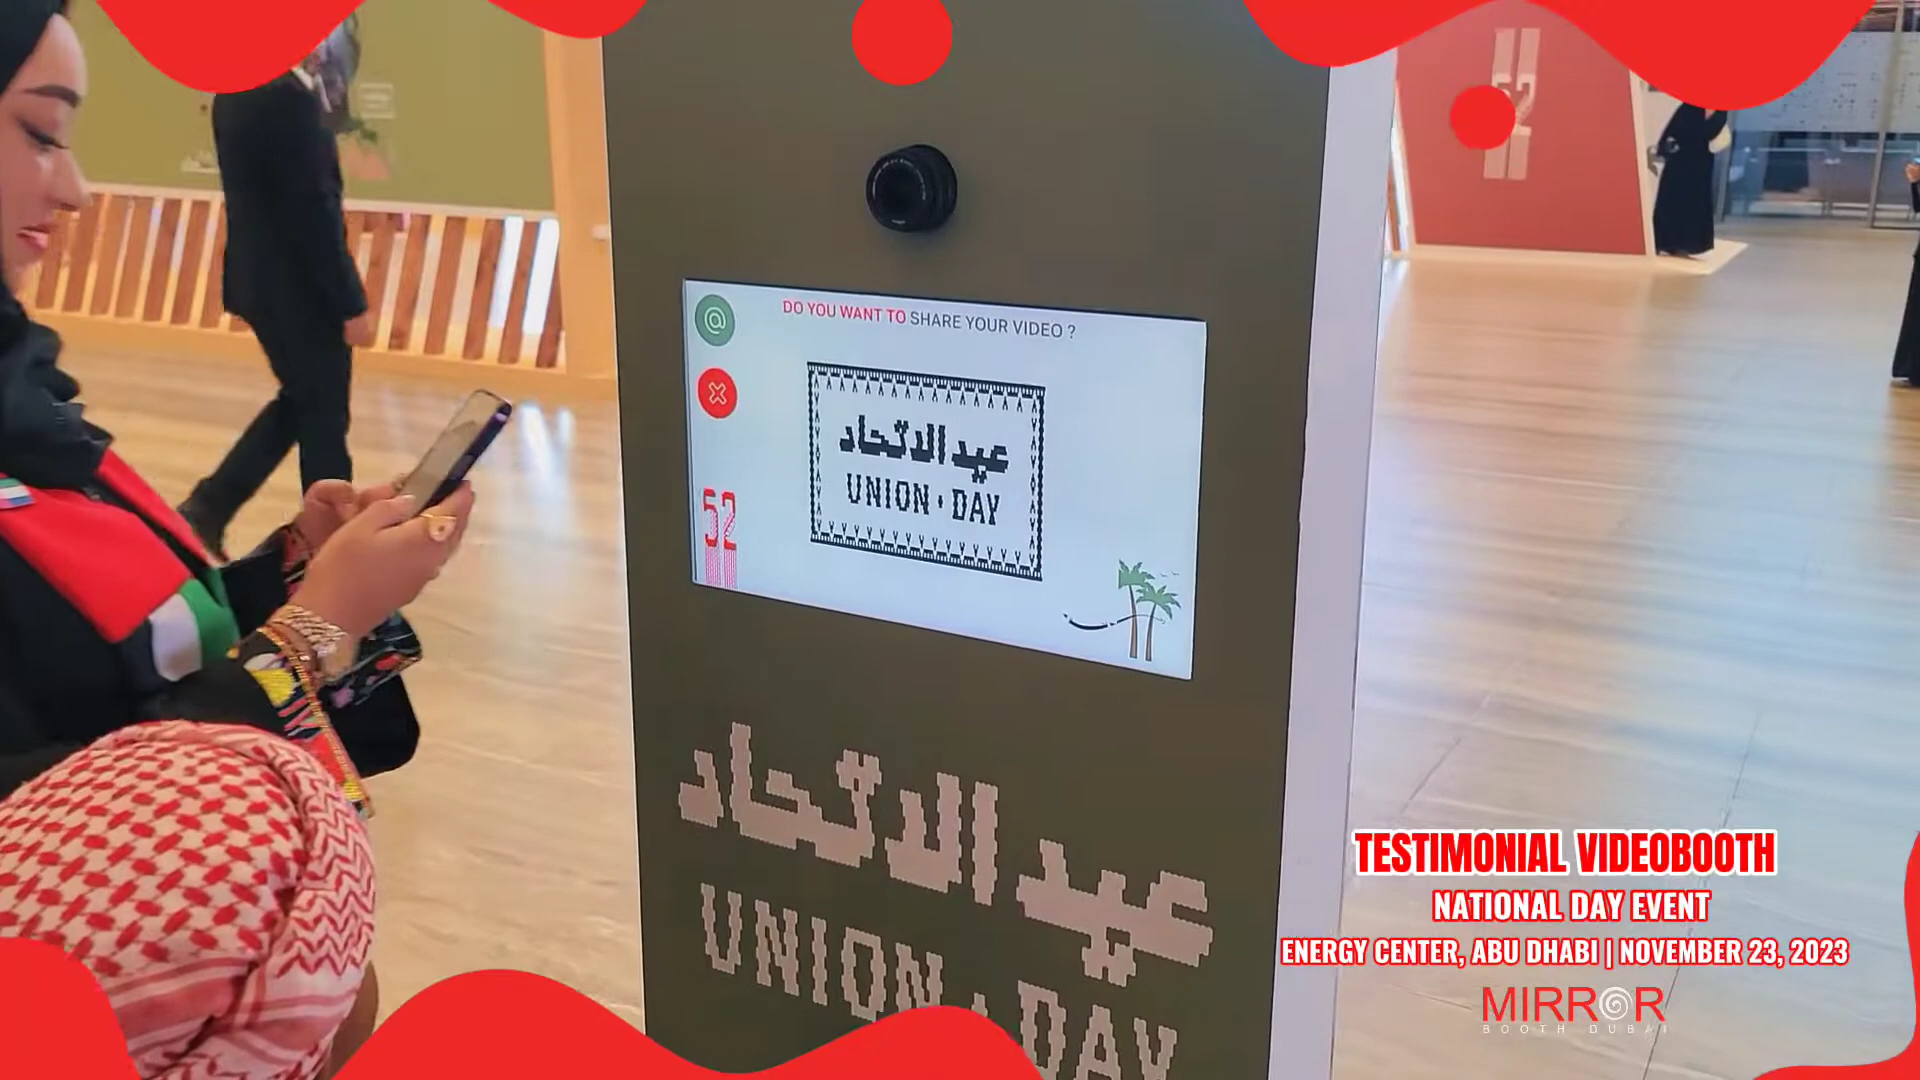 52
DO YOU WANT TO SHARE YOUR VIDEO ?
@
عيد الاتحاد
UNION · DAY
52
عيد الاتحاد
UNION · DAY
TESTIMONIAL VIDEOBOOTH
NATIONAL DAY EVENT
ENERGY CENTER, ABU DHABI | NOVEMBER 23, 2023
MIRROR
BOOTH DUBAI